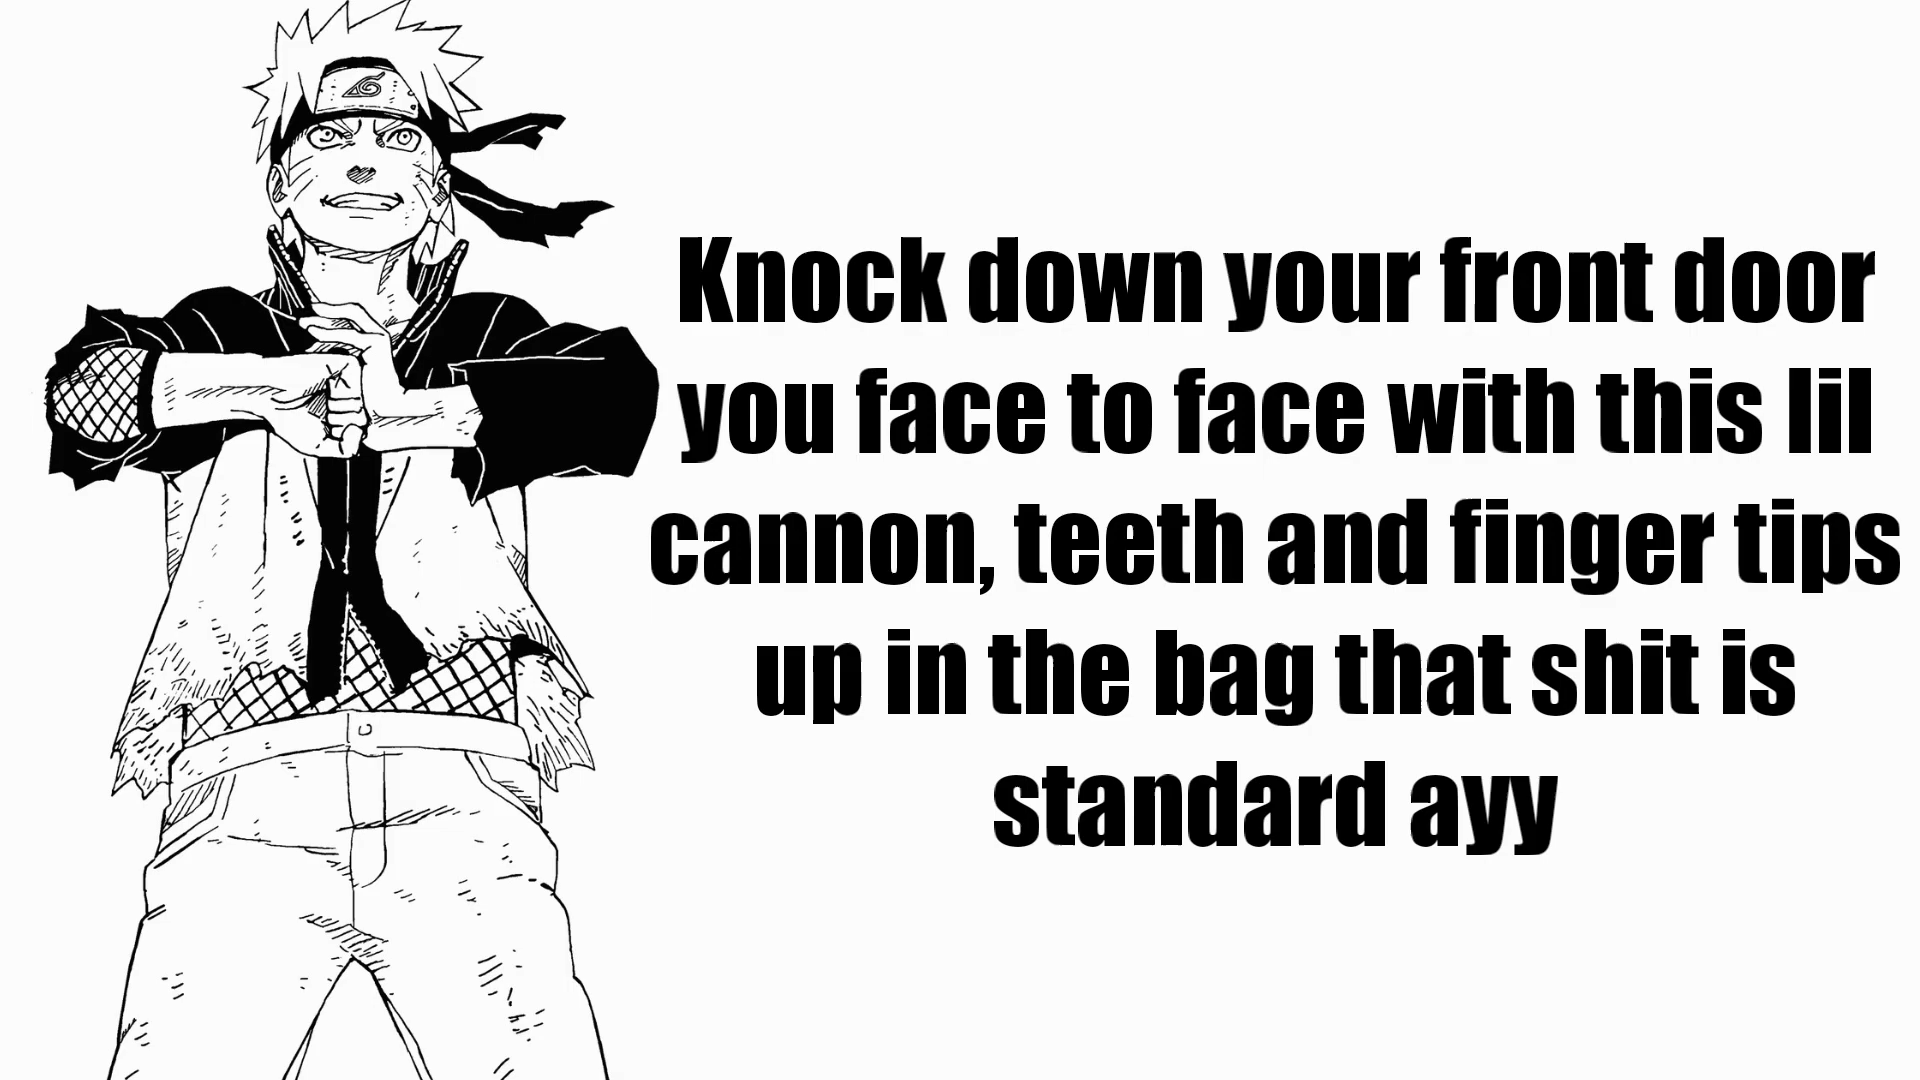 Knock down your front door
you face to face with this lil
cannon, teeth and finger tips
up in the bag that shit is
standard ayy